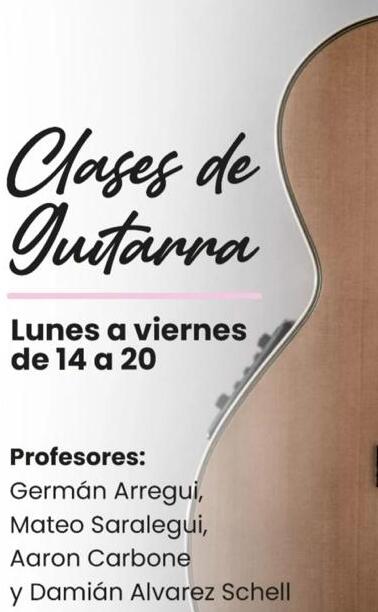 Clases de
guitarra
Lunes a viernes
de 14 a 20
Profesores:
Germán Arregui,
Mateo Saralegui,
Aaron Carbone
y Damián Alvarez Schell